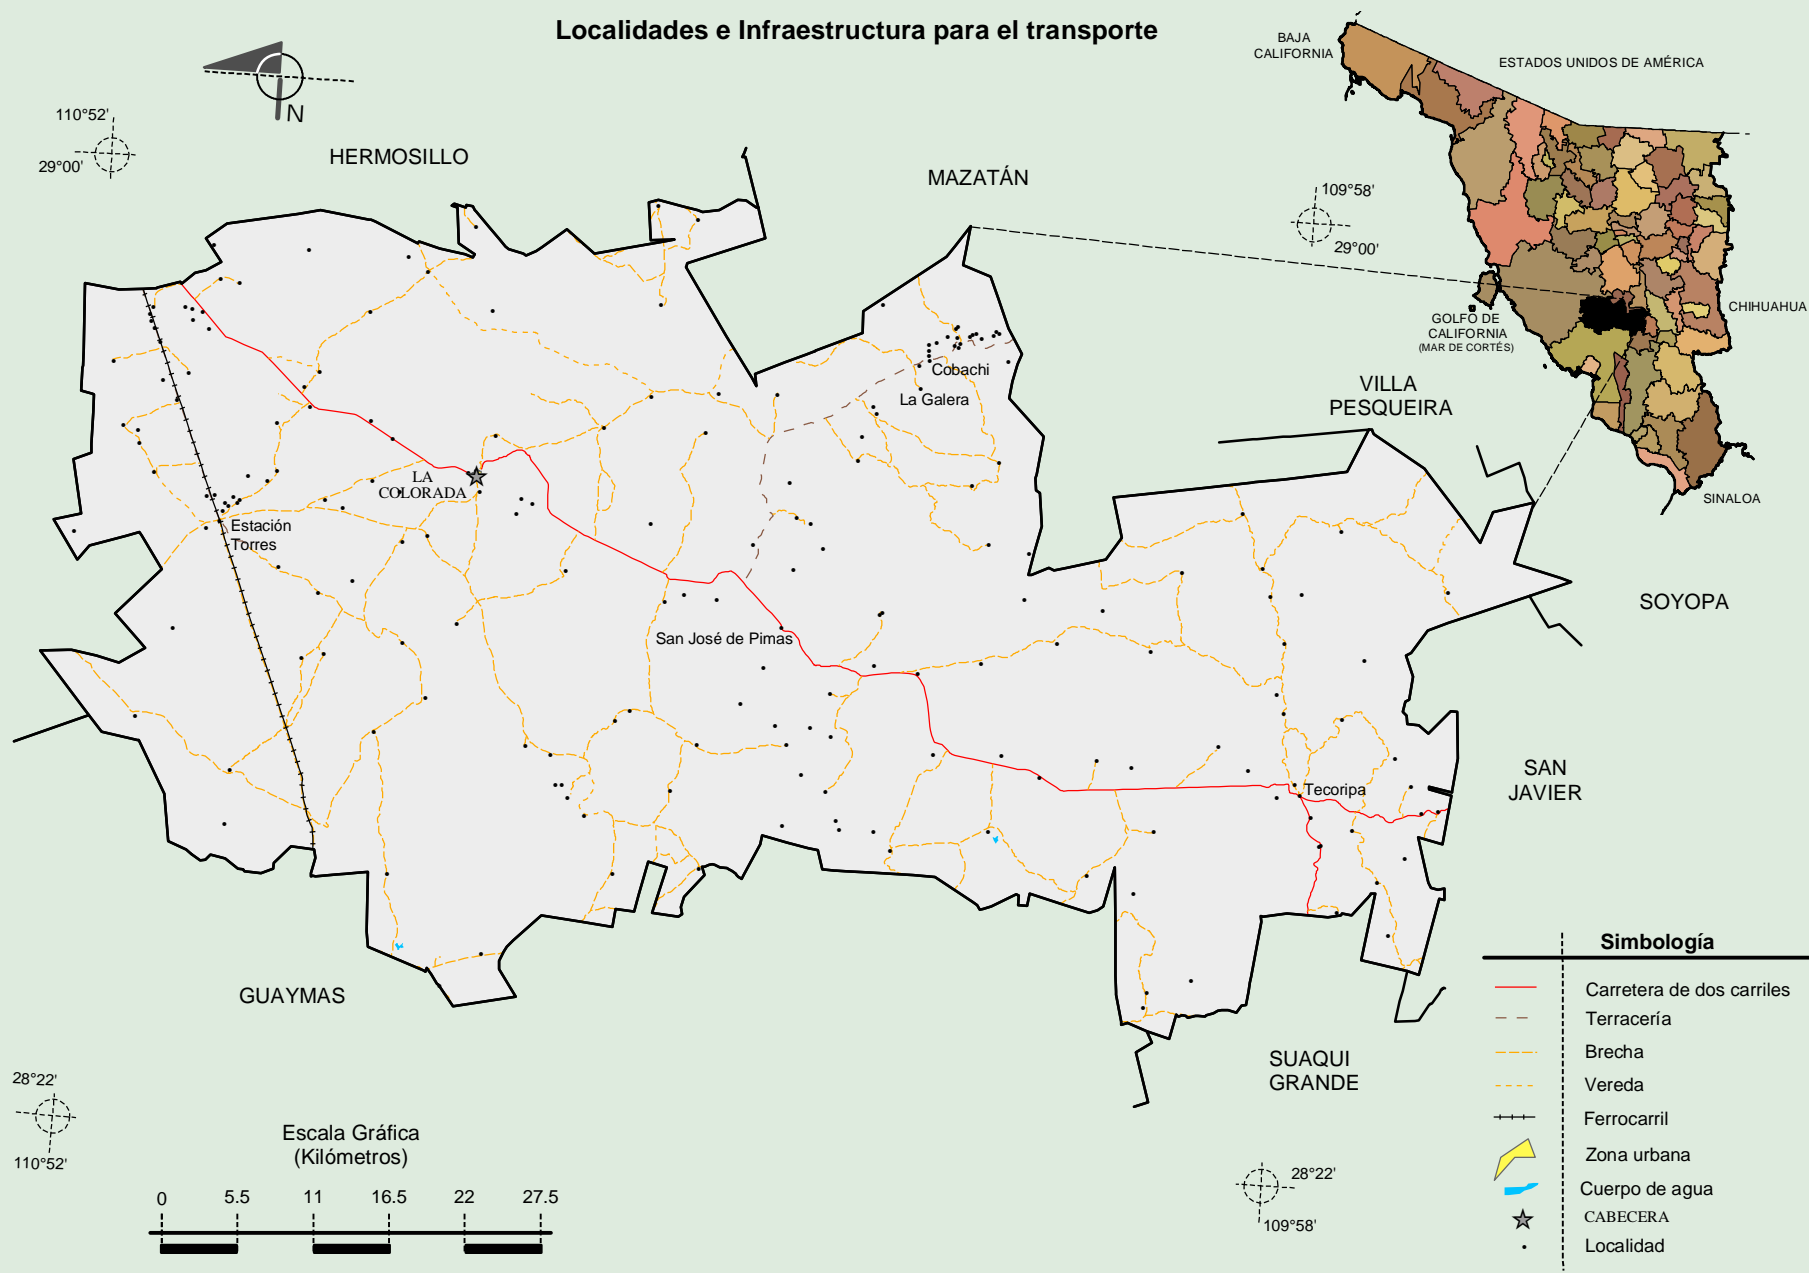 Localidades e Infraestructura para el transporte
N
110°52'
29°00'
HERMOSILLO
MAZATÁN
109°58'
29°00'
BAJA
CALIFORNIA
ESTADOS UNIDOS DE AMÉRICA
CHIHUAHUA
GOLFO DE
CALIFORNIA
(MAR DE CORTÉS)
SINALOA
VILLA
PESQUEIRA
Cobachi
La Galera
LA
COLORADA
Estación
Torres
San José de Pimas
Tecoripa
SOYOPA
SAN
JAVIER
GUAYMAS
SUAQUI
GRANDE
28°22'
110°52'
28°22'
109°58'
Escala Gráfica
(Kilómetros)
0 5.5 11 16.5 22 27.5
Simbología
Carretera de dos carriles
Terracería
Brecha
Vereda
Ferrocarril
Zona urbana
Cuerpo de agua
CABECERA
Localidad